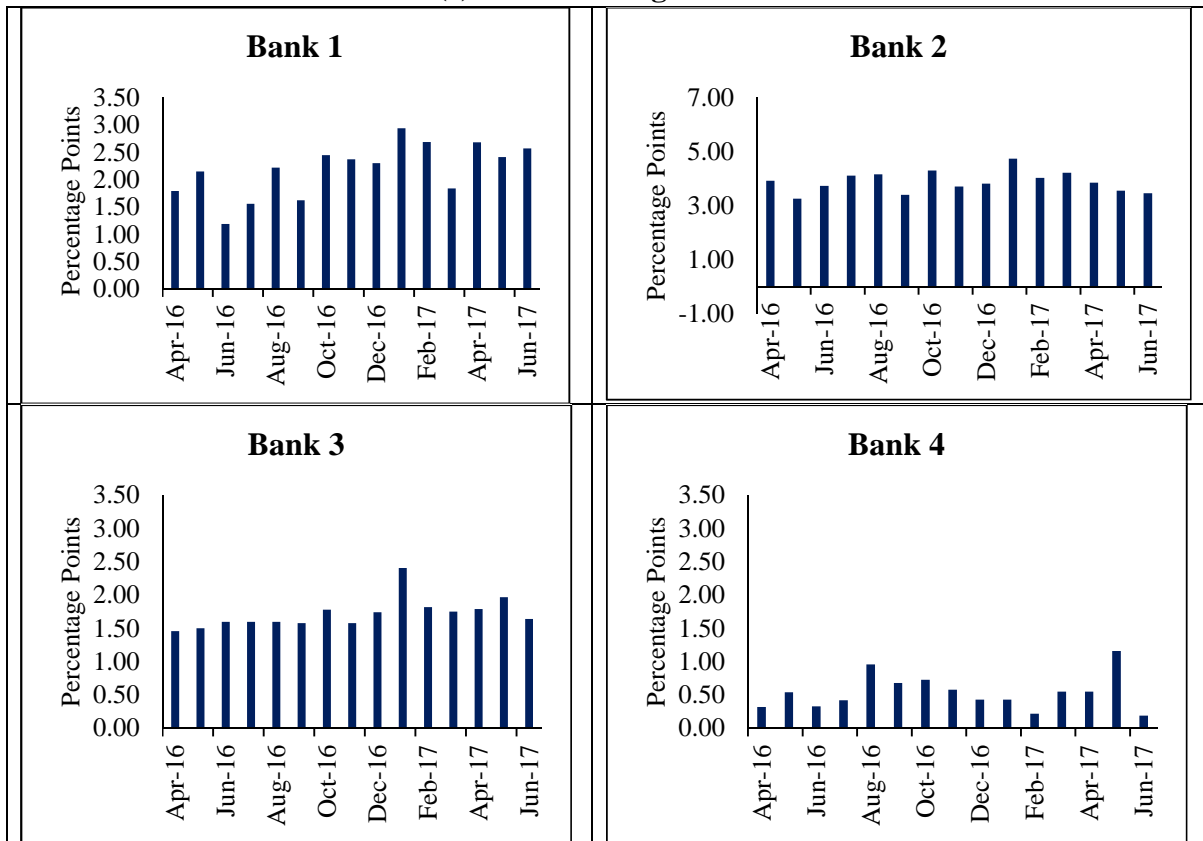 Bank 1
Percentage Points
3.50
3.00
2.50
2.00
1.50
1.00
0.50
0.00
Apr-16
Jun-16
Aug-16
Oct-16
Dec-16
Feb-17
Apr-17
Jun-17
Bank 2
Percentage Points
7.00
5.00
3.00
1.00
-1.00
Apr-16
Jun-16
Aug-16
Oct-16
Dec-16
Feb-17
Apr-17
Jun-17
Bank 3
Percentage Points
3.50
3.00
2.50
2.00
1.50
1.00
0.50
0.00
Apr-16
Jun-16
Aug-16
Oct-16
Dec-16
Feb-17
Apr-17
Jun-17
Bank 4
Percentage Points
3.50
3.00
2.50
2.00
1.50
1.00
0.50
0.00
Apr-16
Jun-16
Aug-16
Oct-16
Dec-16
Feb-17
Apr-17
Jun-17